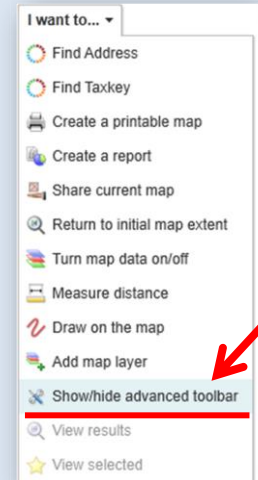 I want to...
Find Address
Find Taxkey
Create a printable map
Create a report
Share current map
Return to initial map extent
Turn map data on/off
Measure distance
Draw on the map
Add map layer
Show/hide advanced toolbar
View results
View selected